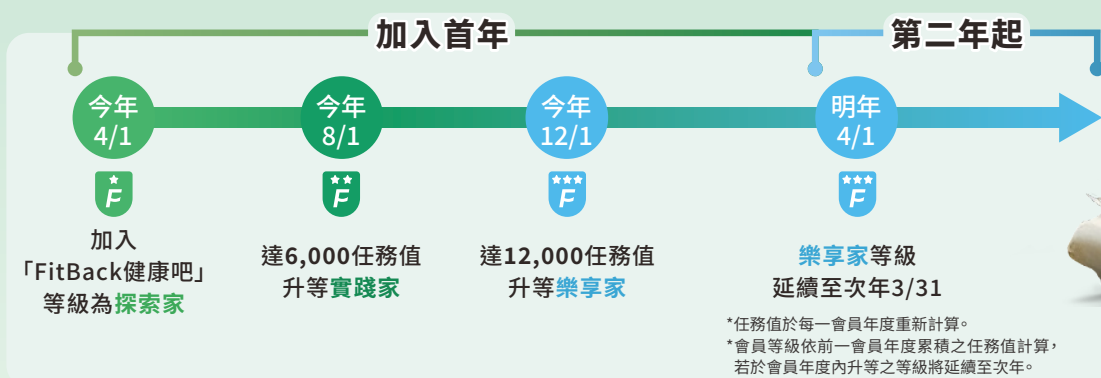 加入首年
第二年起
今年
4/1
今年
8/1
今年
12/1
明年
4/1
F
F
F
F
加入
「FitBack健康吧」
等級為探索家
達6,000任務值
升等實踐家
達12,000任務值
升等樂享家
樂享家等級
延續至次年3/31
*任務值於每一會員年度重新計算。
*會員等級依前一會員年度累積之任務值計算，
若於會員年度內升等之等級將延續至次年。